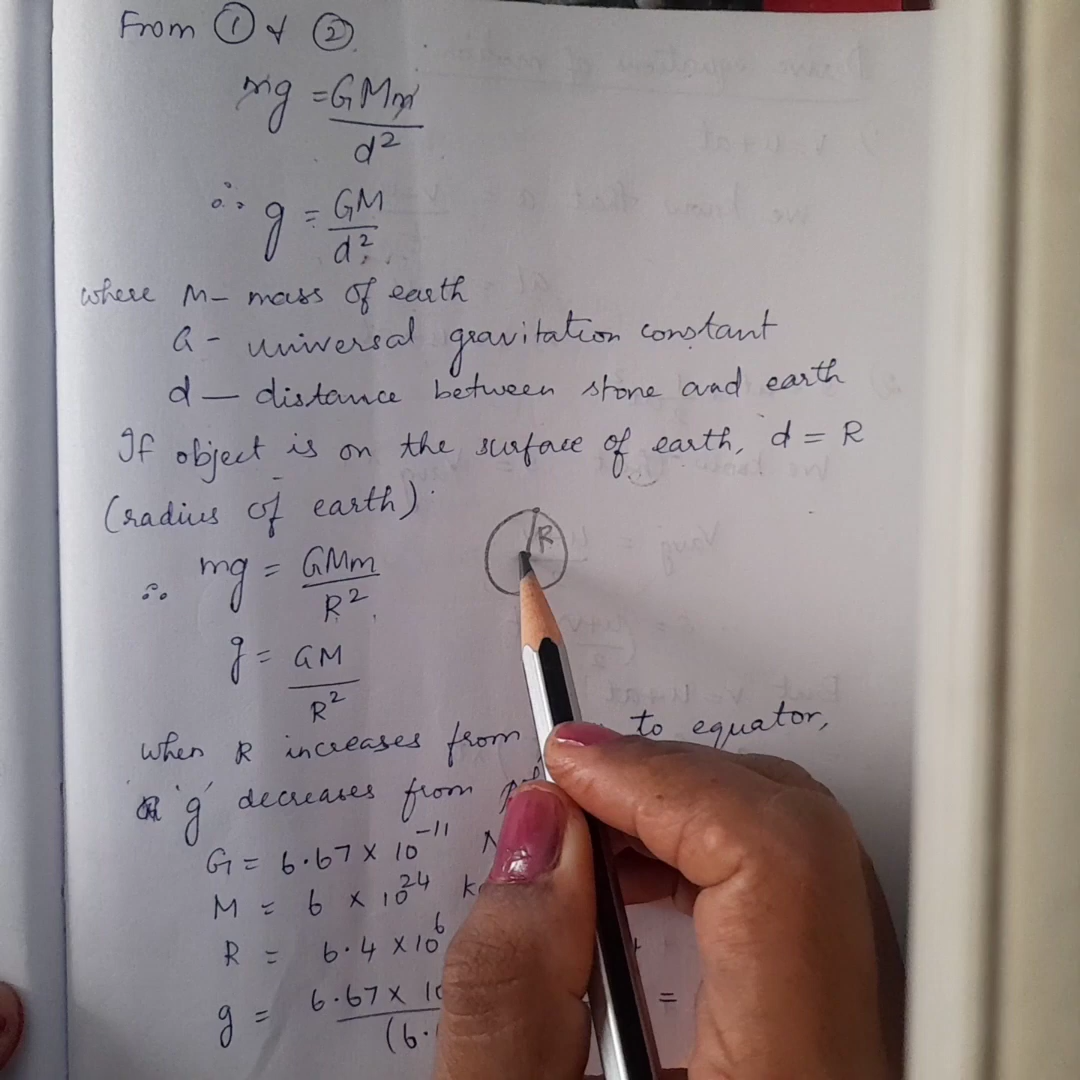 From ① & ②
mg = GMm
d²
∴ g = GM
d²
where M- mass of earth
G - universal gravitation constant
d — distance between stone and earth
If object is on the surface of earth, d = R
(radius of earth).
R
∴ mg = GMm
R²
g = GM
R²
when R increases from to equator,
'g' decreases from
G = 6.67 × 10⁻¹¹ N
M = 6 × 10²⁴
R = 6.4 × 10⁶
g = 6.67 × =
(6.